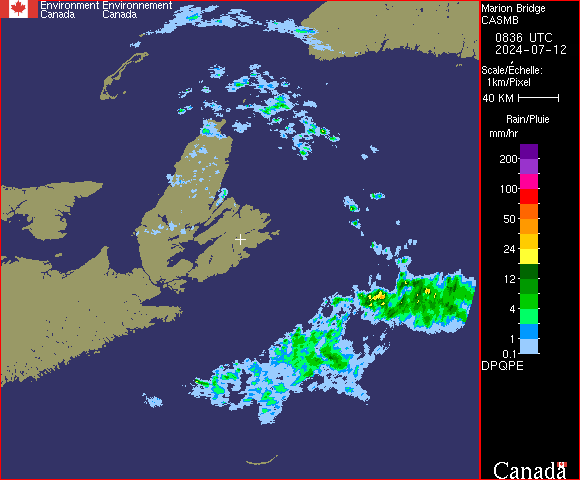 Environment Environnement
Canada Canada
Marion Bridge
CASMB
0836 UTC
2024-07-12
Scale/Échelle:
1km/Pixel
40 KM
Rain/Pluie
mm/hr
200
100
50
24
12
4
1
0.1
DPQPE
Canada